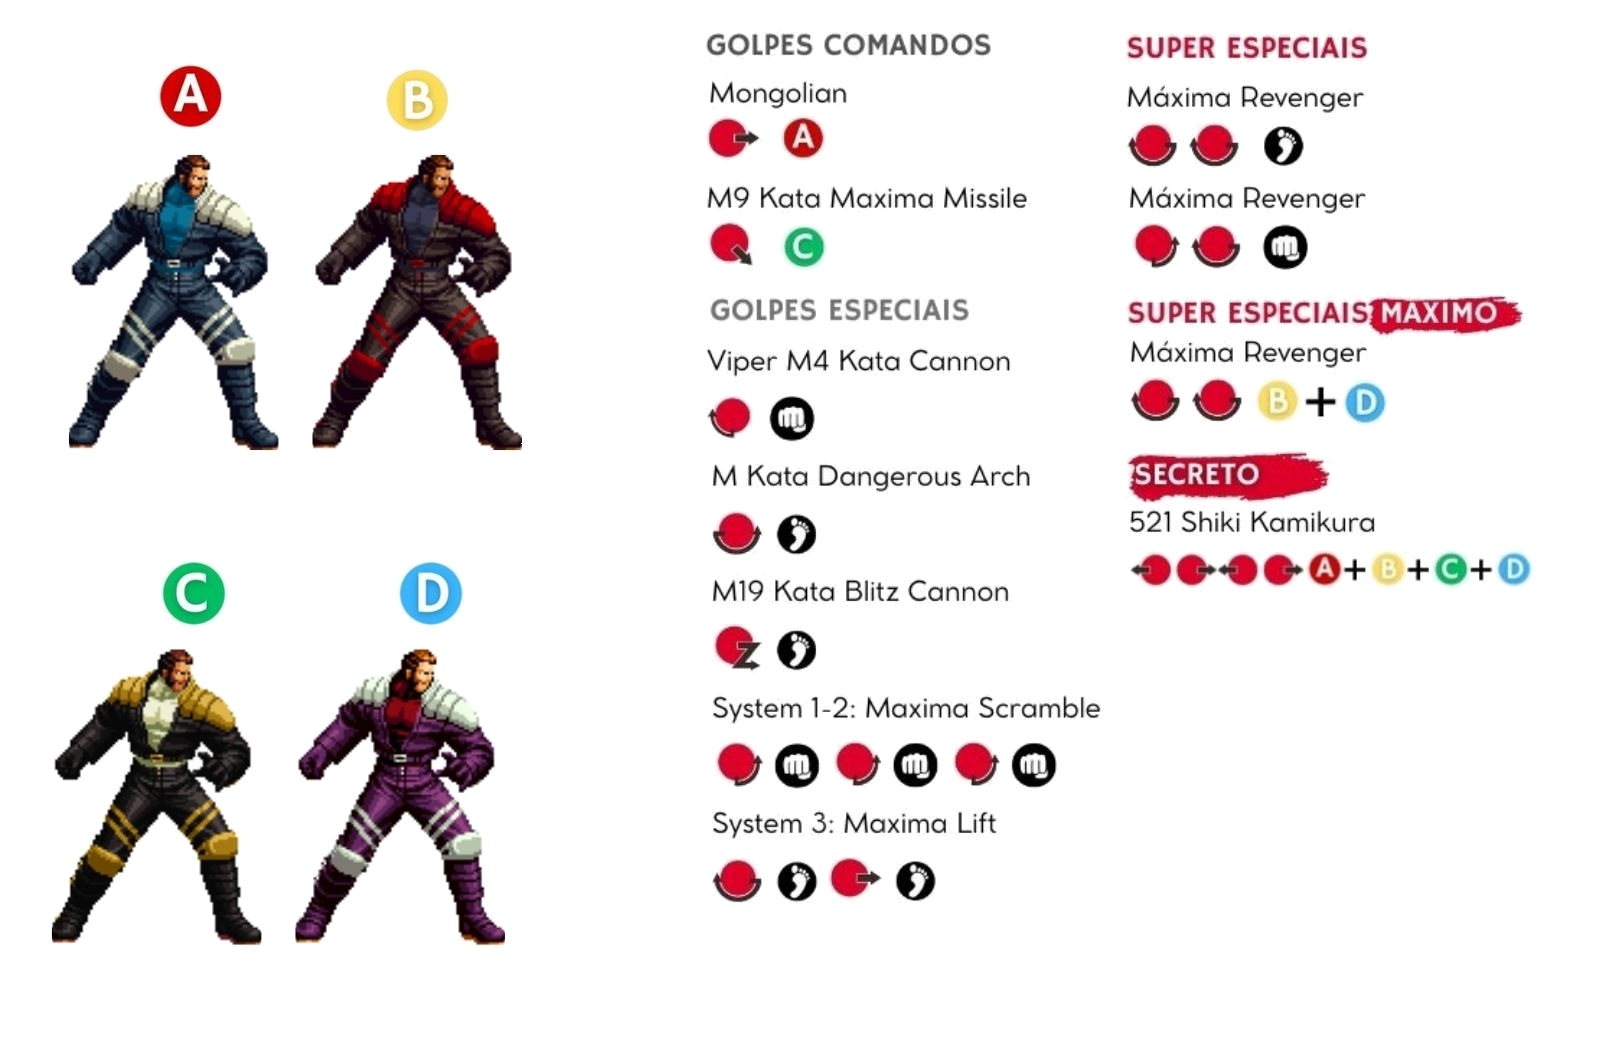 A
B
C
D
GOLPES COMANDOS
Mongolian
A
M9 Kata Maxima Missile
C
GOLPES ESPECIAIS
Viper M4 Kata Cannon
M Kata Dangerous Arch
M19 Kata Blitz Cannon
System 1-2: Maxima Scramble
System 3: Maxima Lift
SUPER ESPECIAIS
Máxima Revenger
Máxima Revenger
SUPER ESPECIAIS MAXIMO
Máxima Revenger
B + D
SECRETO
521 Shiki Kamikura
A + B + C + D